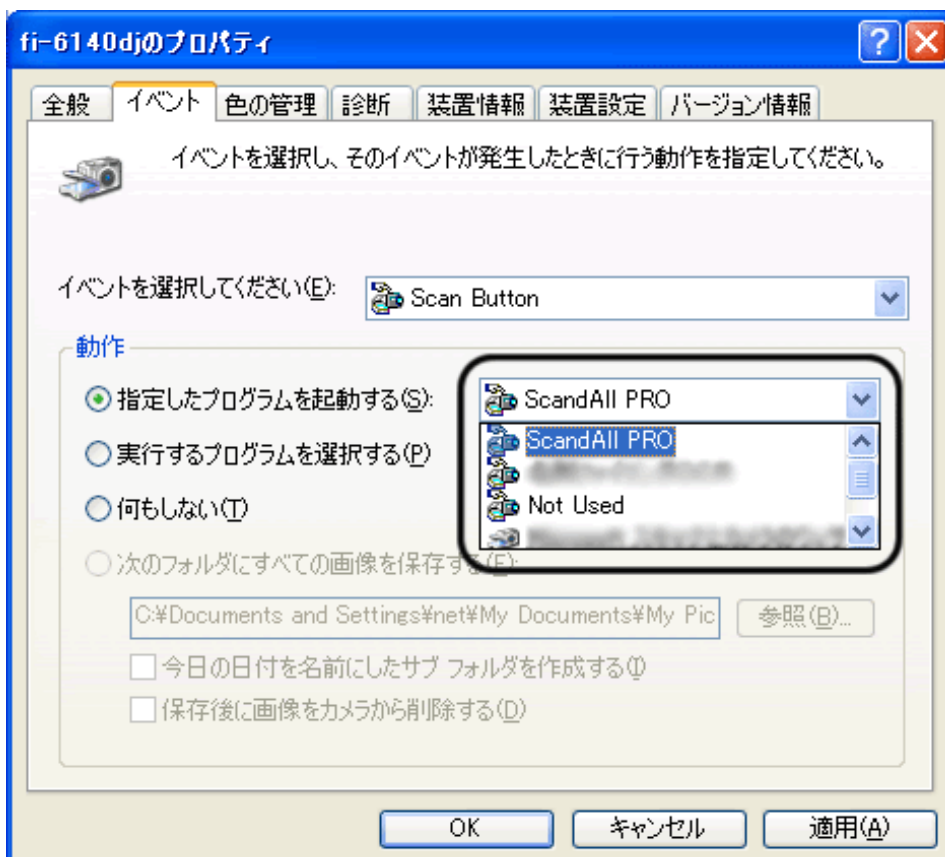 fi-6140djのプロパティ
全般 イベント 色の管理 診断 装置情報 装置設定 バージョン情報
イベントを選択し、そのイベントが発生したときに行う動作を指定してください。
イベントを選択してください(E): Scan Button
動作
指定したプログラムを起動する(S): ScandAll PRO
ScandAll PRO
実行するプログラムを選択する(P)
何もしない(T) Not Used
次のフォルダにすべての画像を保存する(F):
C:¥Documents and Settings¥net¥My Documents¥My Pic 参照(B)...
今日の日付を名前にしたサブ フォルダを作成する(I)
保存後に画像をカメラから削除する(D)
OK キャンセル 適用(A)